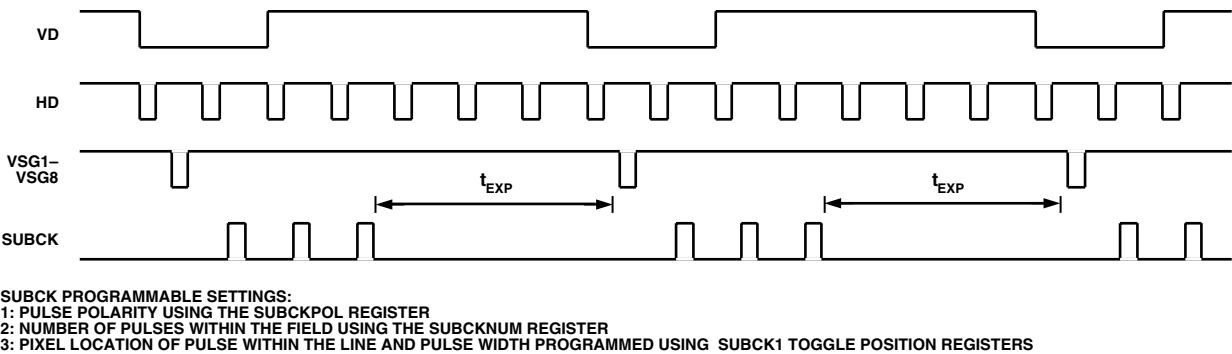 VD
HD
VSG1–
VSG8
tEXP
tEXP
SUBCK
SUBCK PROGRAMMABLE SETTINGS:
1: PULSE POLARITY USING THE SUBCKPOL REGISTER
2: NUMBER OF PULSES WITHIN THE FIELD USING THE SUBCKNUM REGISTER
3: PIXEL LOCATION OF PULSE WITHIN THE LINE AND PULSE WIDTH PROGRAMMED USING SUBCK1 TOGGLE POSITION REGISTERS